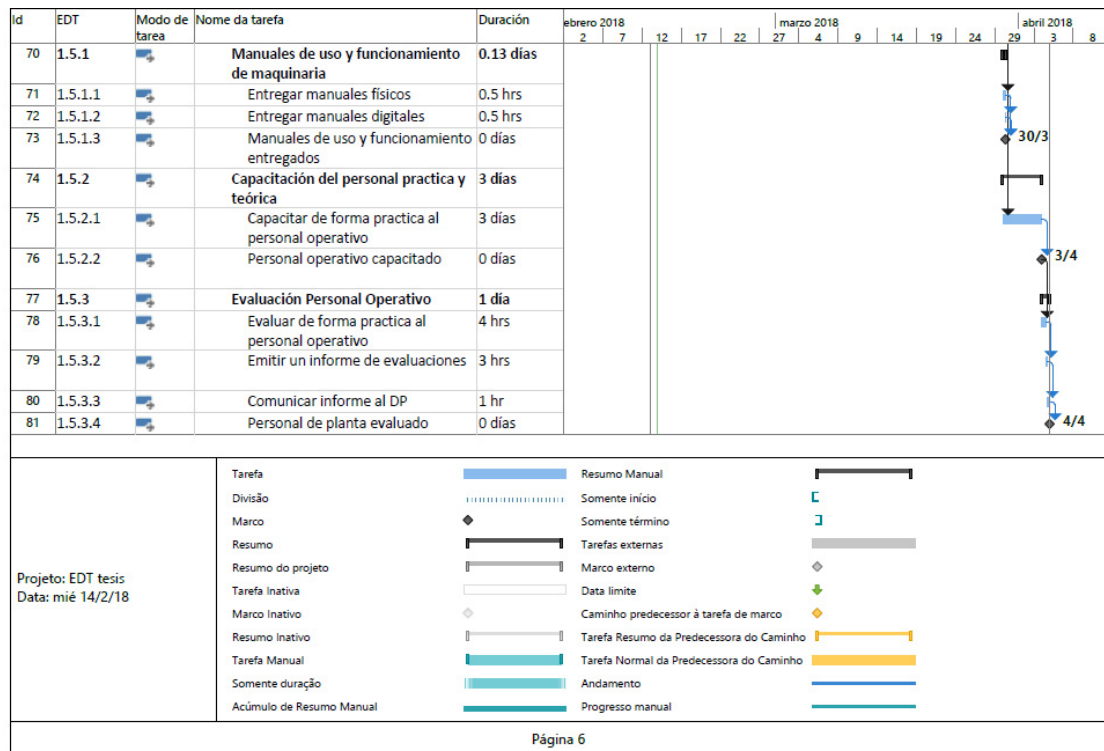 Id EDT Modo de Nome da tarefa Duración ebrero 2018 marzo 2018 abril 2018
tarea 2 7 12 17 22 27 4 9 14 19 24 29 3 8
70 1.5.1 Manuales de uso y funcionamiento 0.13 días
de maquinaria
71 1.5.1.1 Entregar manuales físicos 0.5 hrs
72 1.5.1.2 Entregar manuales digitales 0.5 hrs
73 1.5.1.3 Manuales de uso y funcionamiento 0 días 30/3
entregados
74 1.5.2 Capacitación del personal practica y 3 días
teórica
75 1.5.2.1 Capacitar de forma practica al 3 días
personal operativo
76 1.5.2.2 Personal operativo capacitado 0 días 3/4
77 1.5.3 Evaluación Personal Operativo 1 día
78 1.5.3.1 Evaluar de forma practica al 4 hrs
personal operativo
79 1.5.3.2 Emitir un informe de evaluaciones 3 hrs
80 1.5.3.3 Comunicar informe al DP 1 hr
81 1.5.3.4 Personal de planta evaluado 0 días 4/4
Projeto: EDT tesis
Data: mié 14/2/18
Tarefa
Divisão
Marco
Resumo
Resumo do projeto
Tarefa Inativa
Marco Inativo
Resumo Inativo
Tarefa Manual
Somente duração
Acúmulo de Resumo Manual
Resumo Manual
Somente início
Somente término
Tarefas externas
Marco externo
Data limite
Caminho predecessor à tarefa de marco
Tarefa Resumo da Predecessora do Caminho
Tarefa Normal da Predecessora do Caminho
Andamento
Progresso manual
Página 6